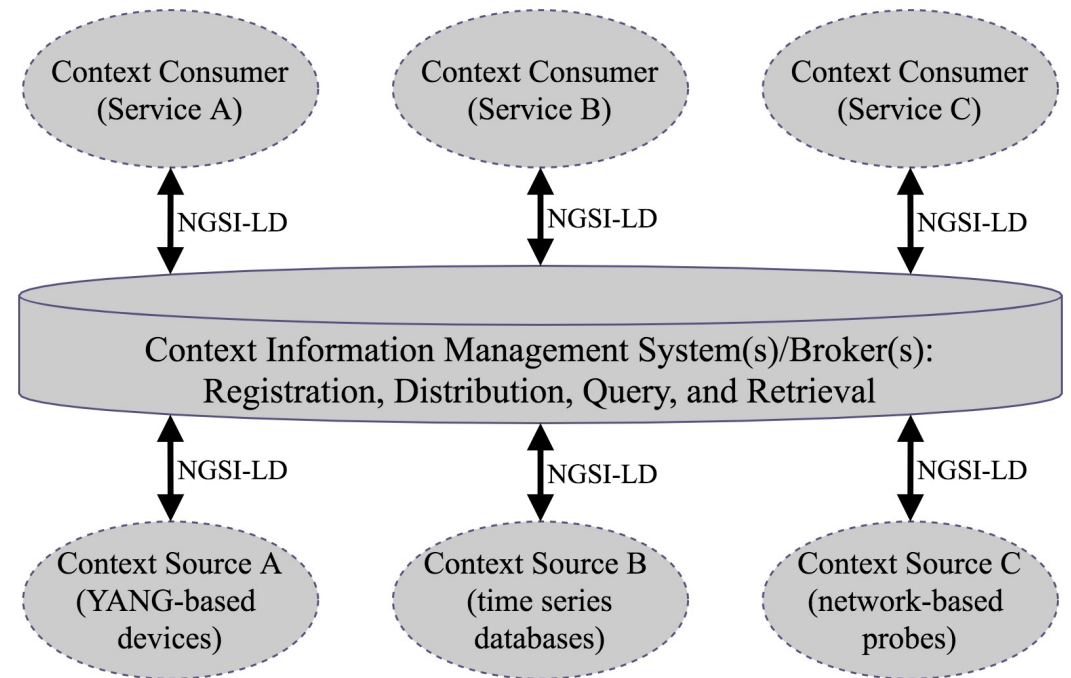 Context Consumer
(Service A)
Context Consumer
(Service B)
Context Consumer
(Service C)
NGSI-LD
NGSI-LD
NGSI-LD
Context Information Management System(s)/Broker(s):
Registration, Distribution, Query, and Retrieval
NGSI-LD
NGSI-LD
NGSI-LD
Context Source A
(YANG-based
devices)
Context Source B
(time series
databases)
Context Source C
(network-based
probes)